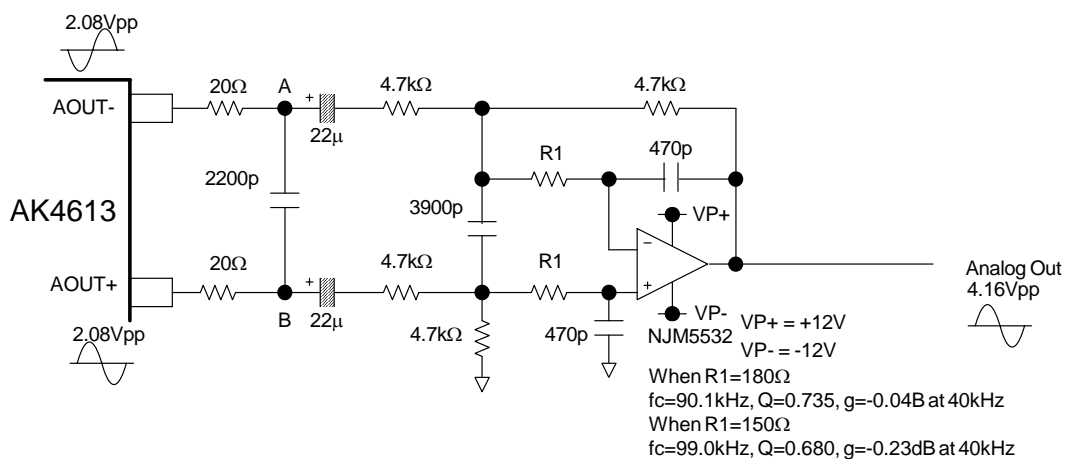 2.08Vpp
20Ω
A
+
4.7kΩ
4.7kΩ
AOUT-
22μ
R1
470p
2200p
AK4613
3900p
VP+
−
20Ω
4.7kΩ
R1
+
AOUT+
+
B
22μ
4.7kΩ
470p
VP-
NJM5532
2.08Vpp
Analog Out
4.16Vpp
VP+ = +12V
VP- = -12V
When R1=180Ω
fc=90.1kHz, Q=0.735, g=-0.04B at 40kHz
When R1=150Ω
fc=99.0kHz, Q=0.680, g=-0.23dB at 40kHz